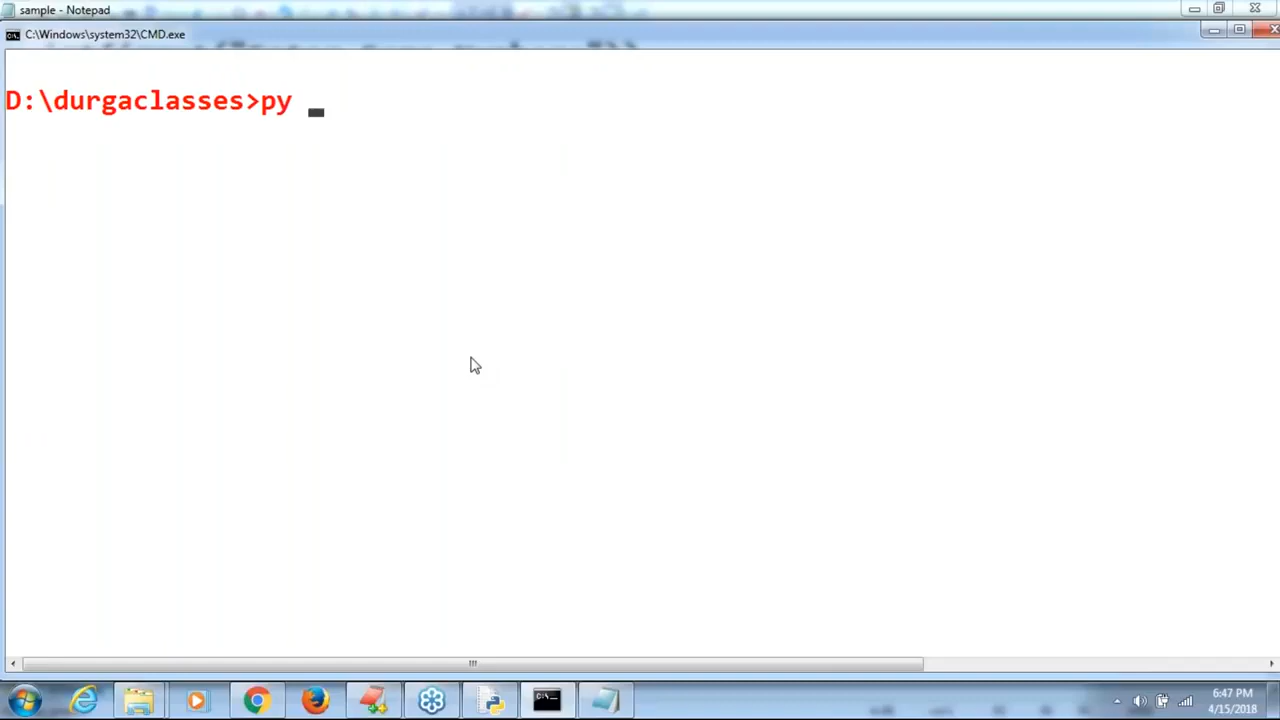 sample - Notepad
C:\Windows\system32\CMD.exe
D:\durgaclasses>py
6:47 PM
4/15/2018